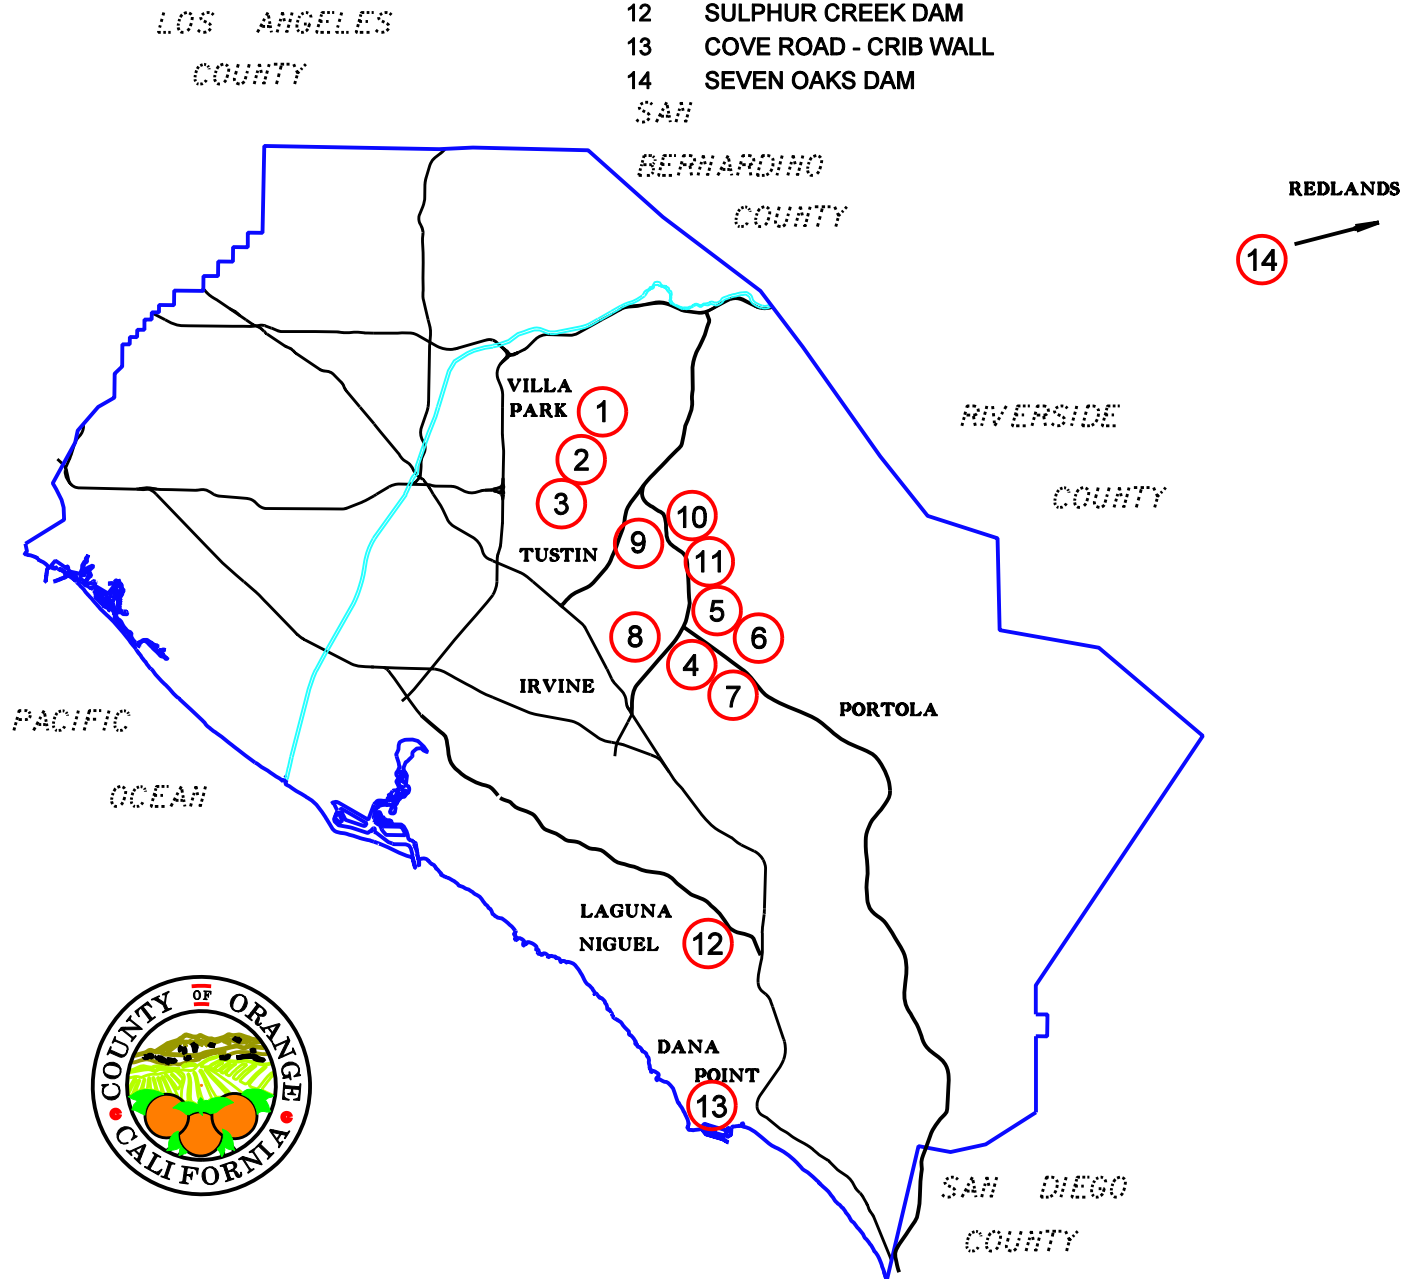 LOS ANGELES
COUNTY
12 SULPHUR CREEK DAM
13 COVE ROAD - CRIB WALL
14 SEVEN OAKS DAM
SAN
BERNARDINO
COUNTY
REDLANDS
14
VILLA
PARK
1
2
3
RIVERSIDE
COUNTY
10
9
TUSTIN
11
5
8
6
4
7
IRVINE
PORTOLA
PACIFIC
OCEAN
LAGUNA
NIGUEL
12
DANA
POINT
13
COUNTY OF ORANGE
CALIFORNIA
SAN DIEGO
COUNTY